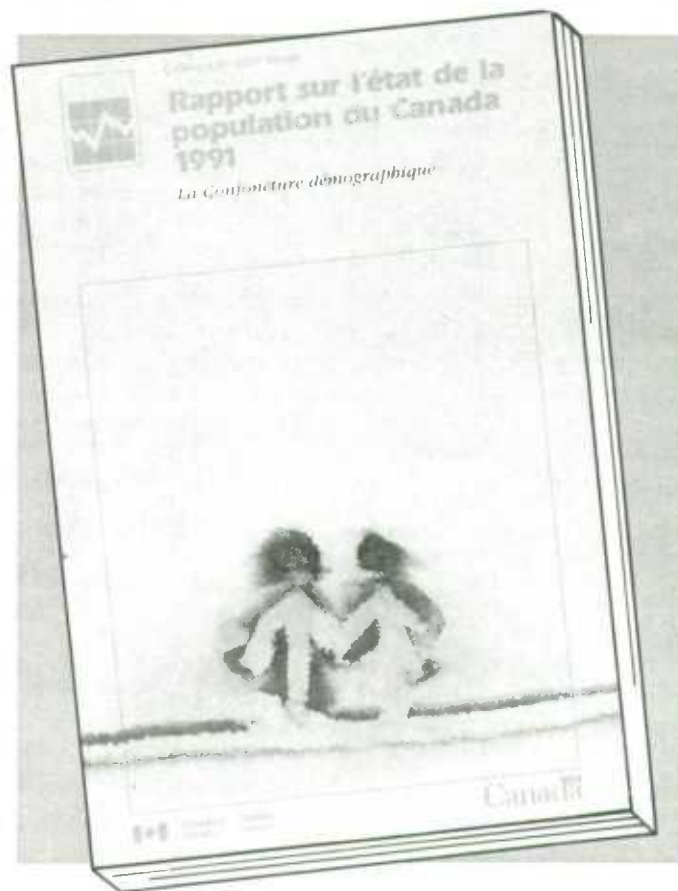 Rapport sur l'état de la
population du Canada
1991
La Conjoncture démographique
Canada